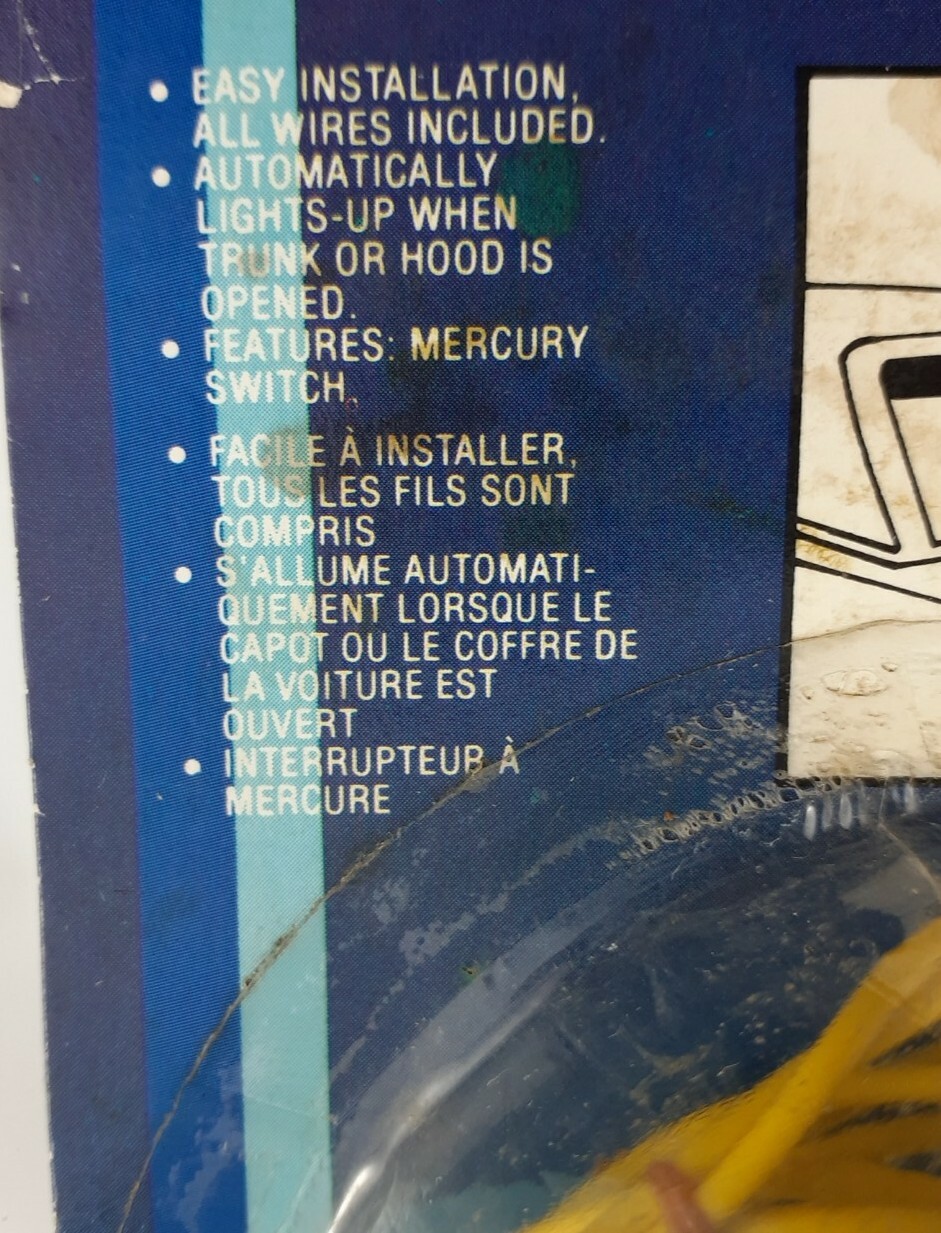 • EASY INSTALLATION,
ALL WIRES INCLUDED.
• AUTOMATICALLY
LIGHTS-UP WHEN
TRUNK OR HOOD IS
OPENED.
• FEATURES: MERCURY
SWITCH.
• FACILE À INSTALLER,
TOUS LES FILS SONT
COMPRIS
• S'ALLUME AUTOMATI-
QUEMENT LORSQUE LE
CAPOT OU LE COFFRE DE
LA VOITURE EST
OUVERT
• INTERRUPTEUR À
MERCURE